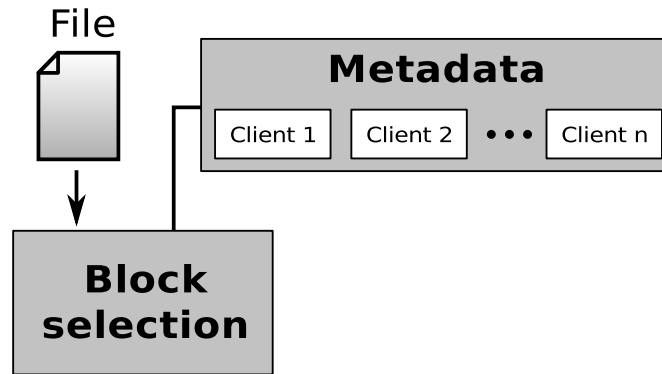 File
Metadata
Client 1
Client 2
Client n
Block
selection